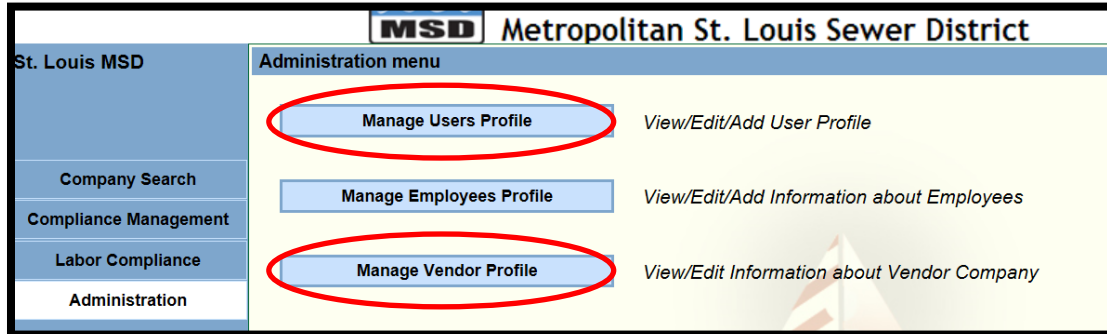 MSD Metropolitan St. Louis Sewer District
St. Louis MSD
Administration menu
Manage Users Profile View/Edit/Add User Profile
Company Search
Manage Employees Profile View/Edit/Add Information about Employees
Compliance Management
Labor Compliance
Manage Vendor Profile View/Edit Information about Vendor Company
Administration